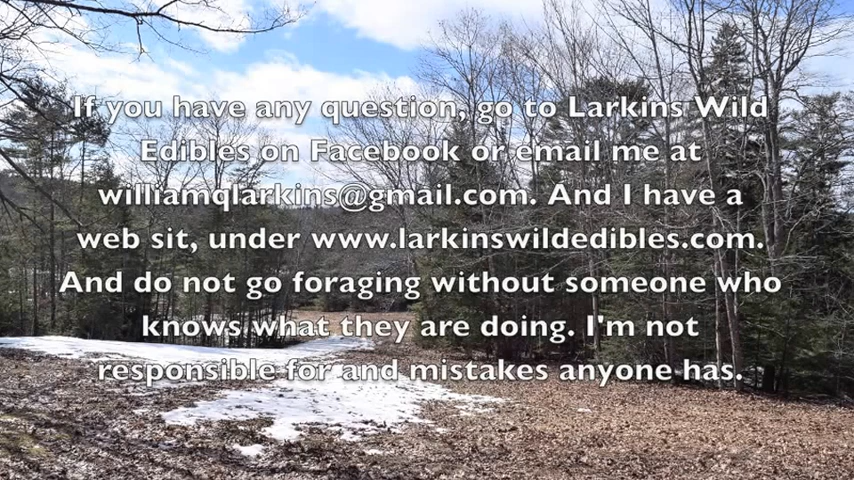 If you have any question, go to Larkins Wild
Edibles on Facebook or email me at
williamqlarkins@gmail.com. And I have a
web sit, under www.larkinswildedibles.com.
And do not go foraging without someone who
knows what they are doing. I'm not
responsible for and mistakes anyone has.